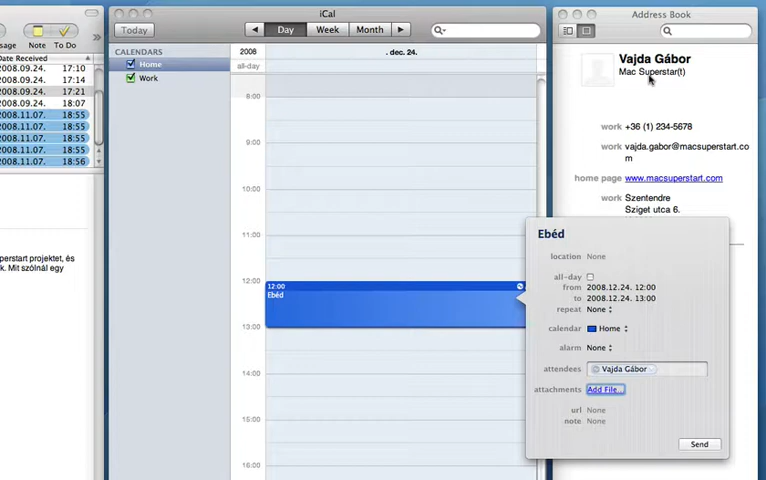 sage
Note
To Do
Date Received
2008.09.24. 17:10
2008.09.24. 17:14
2008.09.24. 17:21
2008.09.24. 18:07
2008.11.07. 18:55
2008.11.07. 18:55
2008.11.07. 18:55
2008.11.07. 18:55
2008.11.07. 18:56
perstart projektet, és
k. Mit szólnál egy
iCal
Today
Day
Week
Month
CALENDARS
Home
Work
2008
. dec. 24.
all-day
8:00
9:00
10:00
11:00
12:00
13:00
14:00
15:00
16:00
12:00
Ebéd
Address Book
Vajda Gábor
Mac Superstar(t)
work +36 (1) 234-5678
work vajda.gabor@macsuperstart.co
m
home page www.macsuperstart.com
work Szentendre
Sziget utca 6.
Ebéd
location None
all-day
from 2008.12.24. 12:00
to 2008.12.24. 13:00
repeat None
calendar Home
alarm None
attendees Vajda Gábor
attachments Add File...
url None
note None
Send